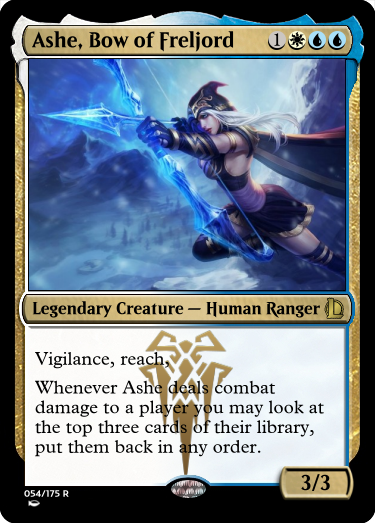 Ashe, Bow of Freljord 1
Legendary Creature — Human Ranger
Vigilance, reach,
Whenever Ashe deals combat
damage to a player you may look at
the top three cards of their library,
put them back in any order.
3/3
054/175 R